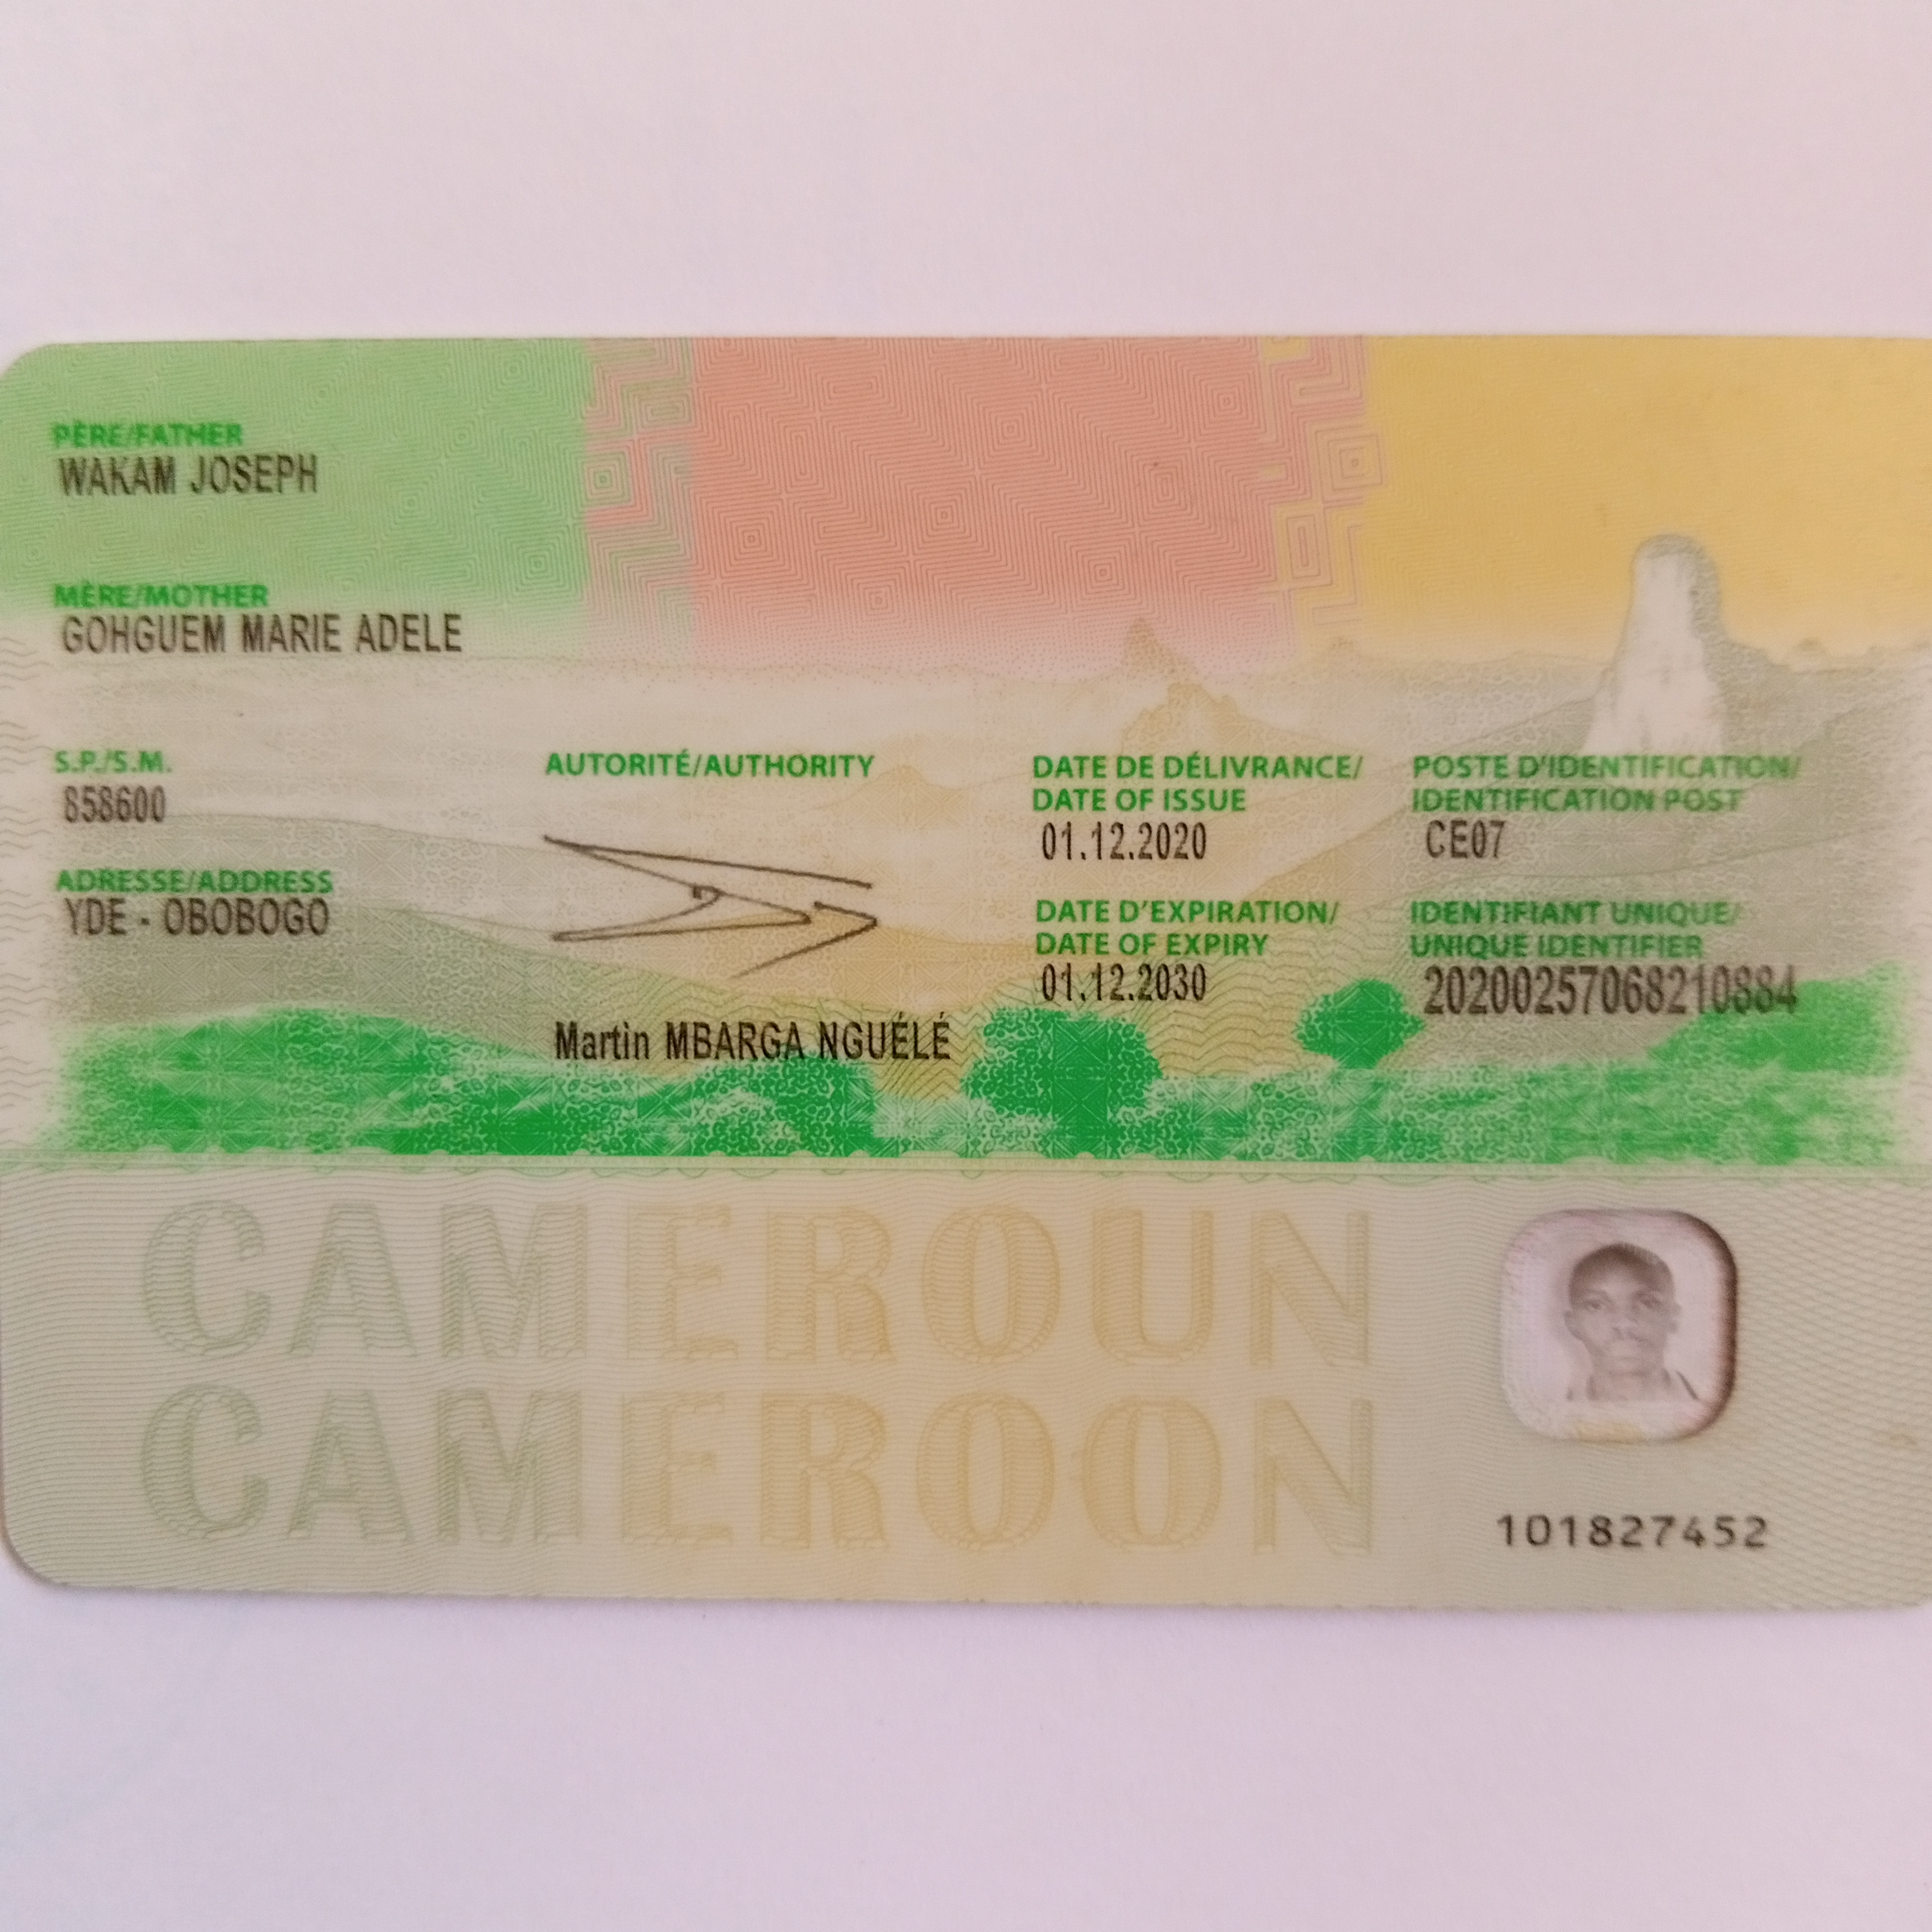 PÈRE/FATHER
WAKAM JOSEPH
MÈRE/MOTHER
GOHGUEM MARIE ADELE
S.P./S.M.
858600
ADRESSE/ADDRESS
YDE - OBOBOGO
AUTORITÉ/AUTHORITY
Martin MBARGA NGUÉLÉ
DATE DE DÉLIVRANCE/
DATE OF ISSUE
01.12.2020
DATE D'EXPIRATION/
DATE OF EXPIRY
01.12.2030
POSTE D'IDENTIFICATION/
IDENTIFICATION POST
CE07
IDENTIFIANT UNIQUE/
UNIQUE IDENTIFIER
20200257068210884
CAMEROUN
CAMEROON
101827452